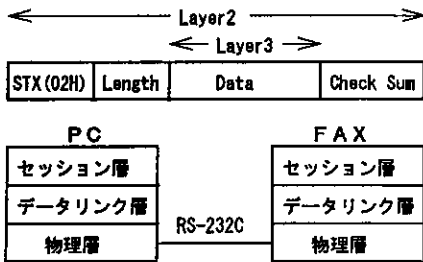 Layer2
Layer3
STX(02H) Length Data Check Sum
PC FAX
セッション層 セッション層
データリンク層 データリンク層
RS-232C
物理層 物理層